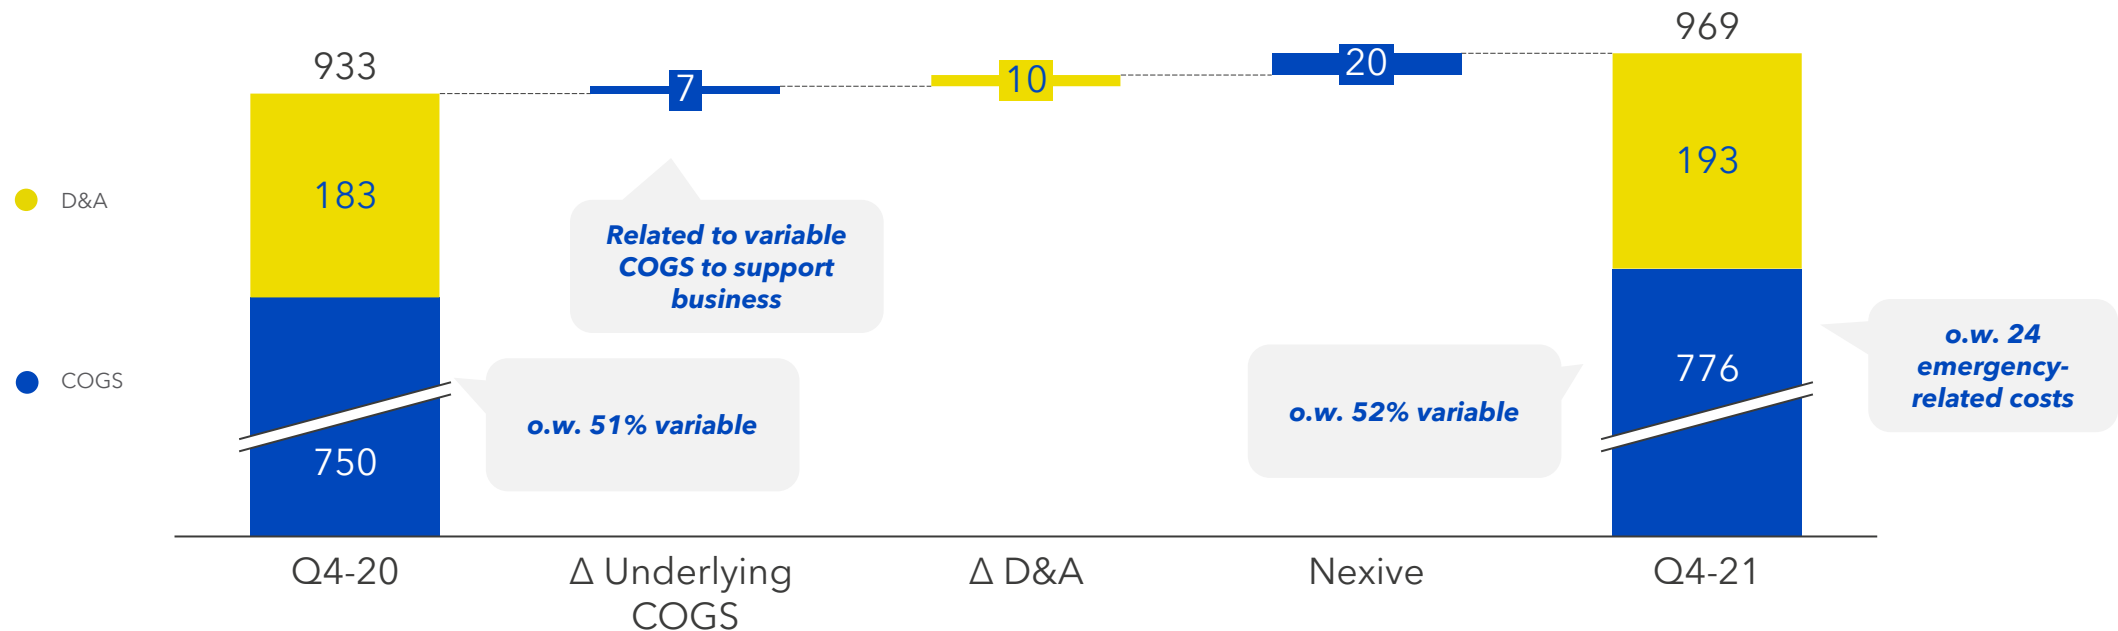 933
7
10
20
969
183
193
D&A
Related to variable
COGS to support
business
COGS
750
o.w. 51% variable
o.w. 52% variable
776
o.w. 24
emergency-
related costs
Q4-20
Δ Underlying
COGS
Δ D&A
Nexive
Q4-21